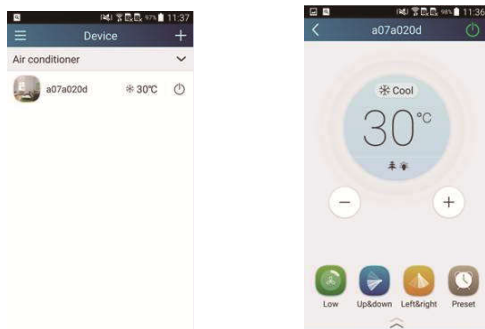 97% 11:37
Device
Air conditioner
a07a020d
30°C
98% 11:36
a07a020d
Cool
30°C
Low
Up&down
Left&right
Preset